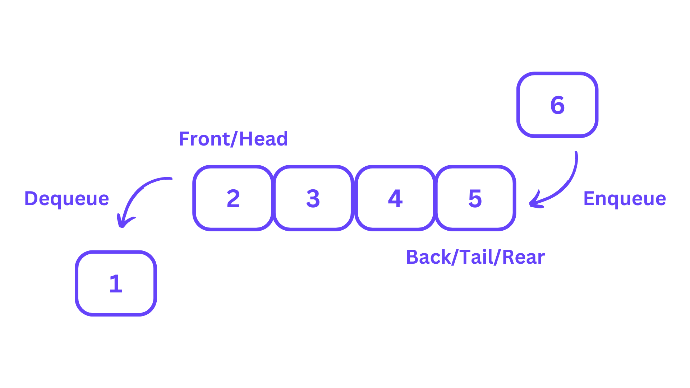 6
Front/Head
Dequeue
2 3 4 5
Enqueue
Back/Tail/Rear
1